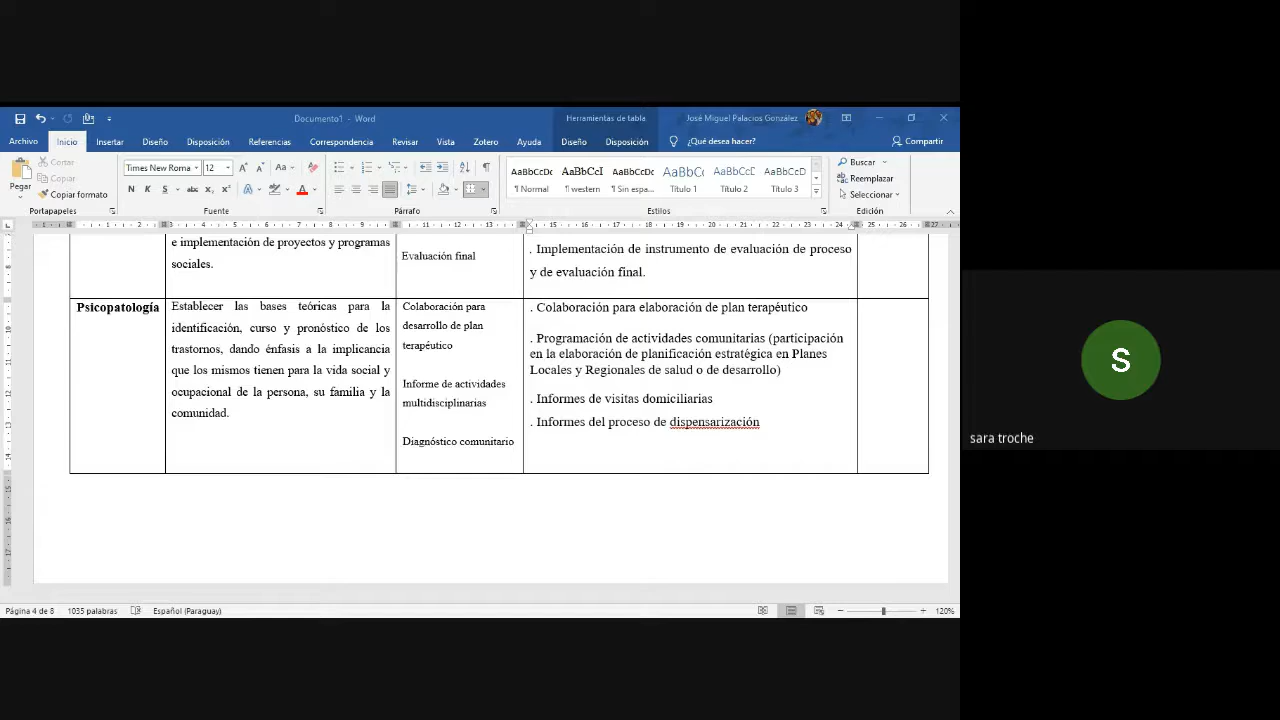 Documento1 - Word
Herramientas de tabla
José Miguel Palacios González
Archivo Inicio Insertar Diseño Disposición Referencias Correspondencia Revisar Vista Zotero Ayuda Diseño Disposición ¿Qué desea hacer? Compartir
Pegar
Cortar
Copiar
Copiar formato
Portapapeles
Times New Roma 12
Fuente
Párrafo
AaBbCcDc AaBbCcI AaBbCcDc AaBbC( AaBbCcD AaBbCcD
¶ Normal ¶ western ¶ Sin espa... Título 1 Título 2 Título 3
Estilos
Buscar
Reemplazar
Seleccionar
Edición
e implementación de proyectos y programas
sociales.
Evaluación final
. Implementación de instrumento de evaluación de proceso
y de evaluación final.
Psicopatología
Establecer las bases teóricas para la
identificación, curso y pronóstico de los
trastornos, dando énfasis a la implicancia
que los mismos tienen para la vida social y
ocupacional de la persona, su familia y la
comunidad.
Colaboración para
desarrollo de plan
terapéutico
Informe de actividades
multidisciplinarias
Diagnóstico comunitario
. Colaboración para elaboración de plan terapéutico
. Programación de actividades comunitarias (participación
en la elaboración de planificación estratégica en Planes
Locales y Regionales de salud o de desarrollo)
. Informes de visitas domiciliarias
. Informes del proceso de dispensarización
Página 4 de 8 1035 palabras Español (Paraguay) 120%
S
sara troche